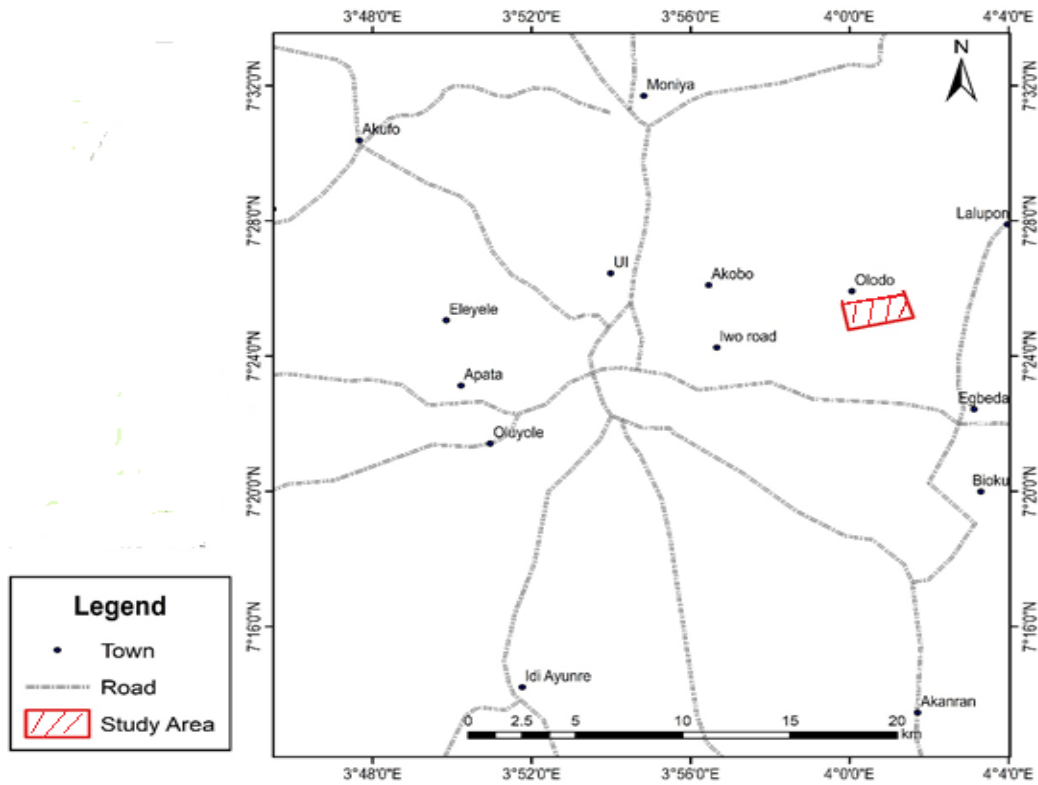 3°48'0"E 3°52'0"E 3°56'0"E 4°00'0"E 4°4'0"E
N
7°32'0"N 7°32'0"N
Moniya
Akufo
7°28'0"N 7°28'0"N
Lalupon
UI
Akobo
Olodo
Elleyele
Iwo road
7°24'0"N 7°24'0"N
Apata
Egbeda
Oluyole
7°20'0"N 7°20'0"N
Bioku
Legend
Town
Road
Study Area
7°16'0"N 7°16'0"N
Idi Ayunre
Akanran
0 2.5 5 10 15 20
km
3°48'0"E 3°52'0"E 3°56'0"E 4°00'0"E 4°4'0"E